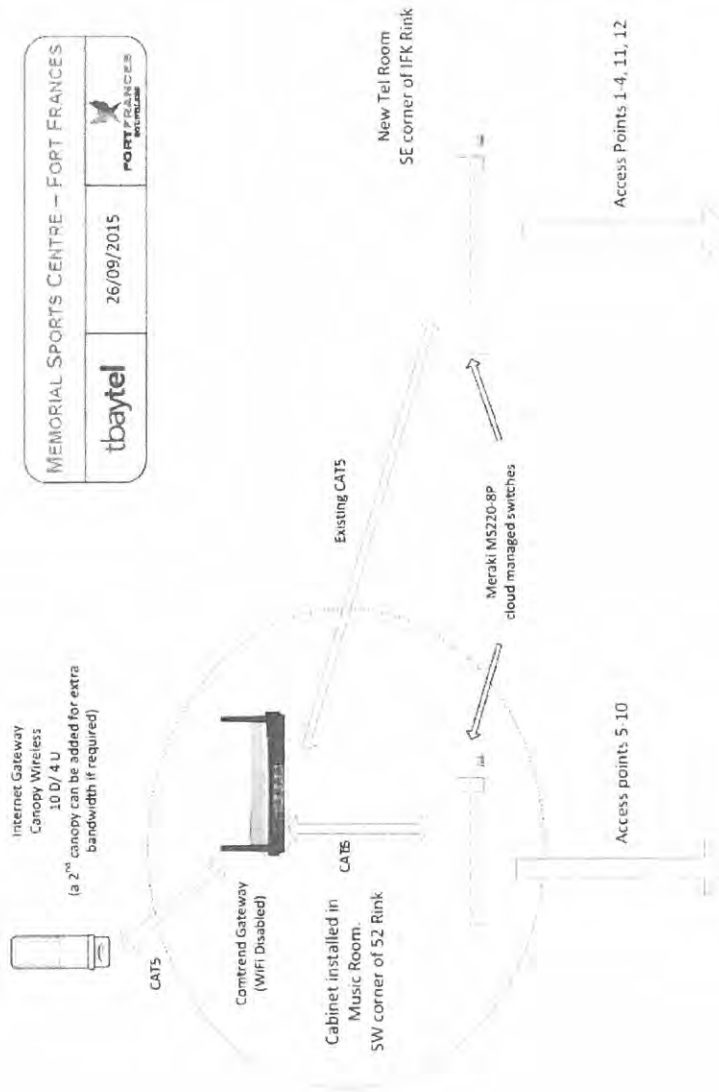 MEMORIAL SPORTS CENTRE – FORT FRANCES
tbaytel
26/09/2015
FORT FRANCES
Internet Gateway
Canopy Wireless
10 D/ 4 U
(a 2nd canopy can be added for extra
bandwidth if required)
CAT5
Comtrend Gateway
(WiFi Disabled)
Existing CAT5
CAT5
Cabinet installed in
Music Room.
SW corner of 52 Rink
New Tel Room
SE corner of IFK Rink
Meraki MS220-8P
cloud managed switches
Access points 5-10
Access Points 1-4, 11, 12